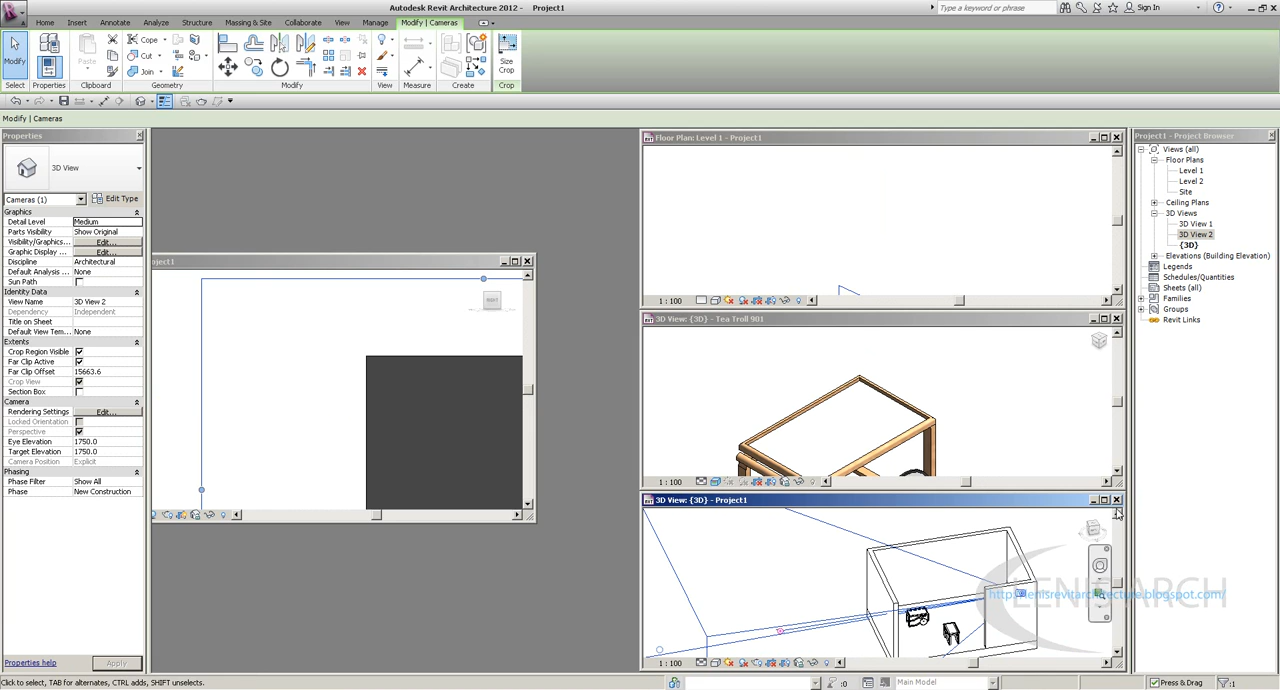 Autodesk Revit Architecture 2012 - Project1
Type a keyword or phrase
Sign In
Home Insert Annotate Analyze Structure Massing & Site Collaborate View Manage Modify | Cameras
Modify
Properties
Paste
Cope
Cut
Join
Size Crop
Select Properties Clipboard Geometry Modify View Measure Create Crop
Modify | Cameras
Properties
3D View
Cameras (1) Edit Type
Graphics
Detail Level Medium
Parts Visibility Show Original
Visibility/Graphics... Edit...
Graphic Display ... Edit...
Discipline Architectural
Default Analysis ... None
Sun Path
Identity Data
View Name 3D View 2
Dependency Independent
Title on Sheet
Default View Tem... None
Extents
Crop Region Visible
Far Clip Active
Far Clip Offset 15663.6
Crop View
Section Box
Camera
Rendering Settings Edit...
Locked Orientation
Perspective
Eye Elevation 1750.0
Target Elevation 1750.0
Camera Position Explicit
Phasing
Phase Filter Show All
Phase New Construction
Properties help Apply
oject1
Floor Plan: Level 1 - Project1
1 : 100
3D View: {3D} - Tea Troll 901
1 : 100
3D View: {3D} - Project1
1 : 100
LENIS ARCH
http://lenisrevitarchitecture.blogspot.com/
Project1 - Project Browser
Views (all)
Floor Plans
Level 1
Level 2
Site
Ceiling Plans
3D Views
3D View 1
3D View 2
{3D}
Elevations (Building Elevation)
Legends
Schedules/Quantities
Sheets (all)
Families
Groups
Revit Links
Click to select, TAB for alternates, CTRL adds, SHIFT unselects.
:0
Main Model
Press & Drag
:1